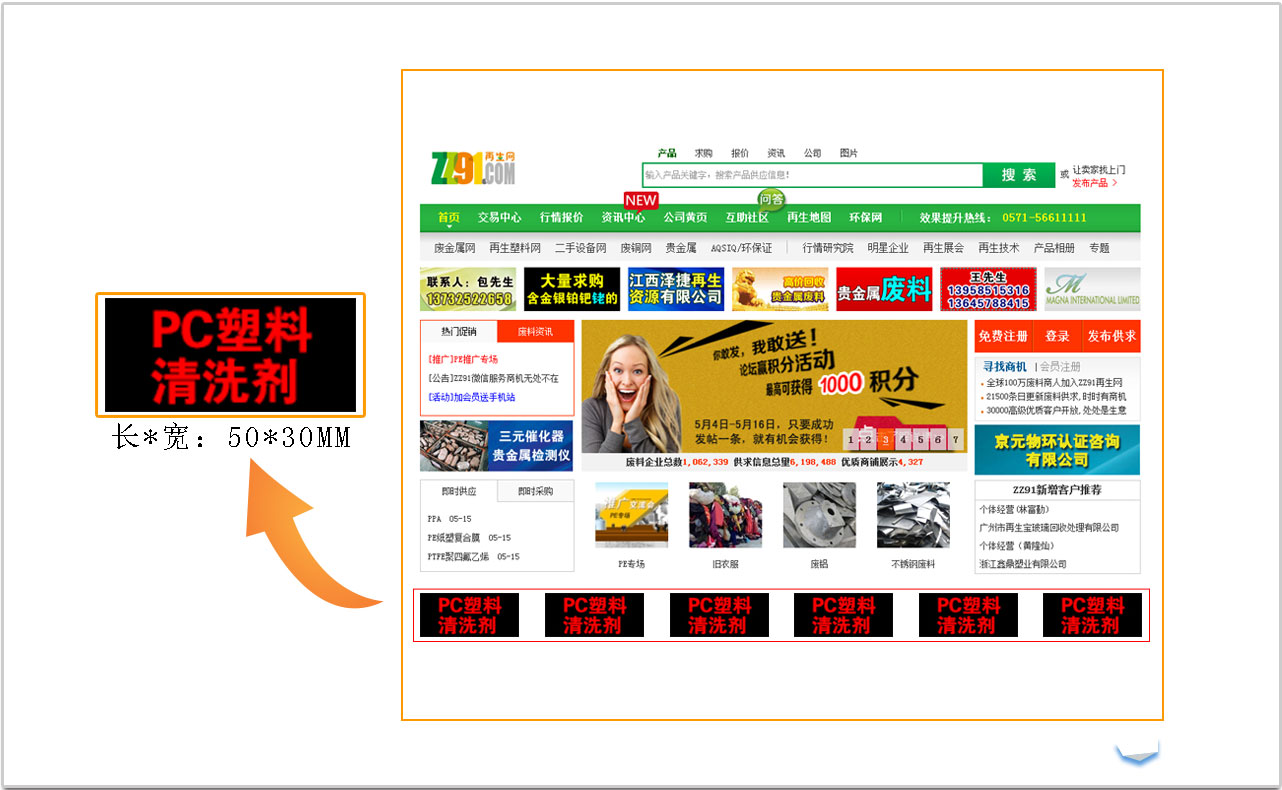 产品 求购 报价 资讯 公司 图片
ZZ91再生网.COM
输入产品关键字，搜索产品供应信息！
搜 索
或 让卖家找上门
发布产品 >
NEW
问答
首页 交易中心 行情报价 资讯中心 公司黄页 互助社区 再生地图 环保网 效果提升热线： 0571-56611111
废金属网 再生塑料网 二手设备网 废铜网 贵金属 AQSIQ/环保证 行情研究院 明星企业 再生展会 再生技术 产品相册 专题
联系人：包先生
13732522658
大量求购
含金银铂钯铑的
江西泽捷再生
资源有限公司
高价回收
贵金属废料
贵金属废料
王先生
13958515316
13645788415
M
MAGNA INTERNATIONAL LIMITED
热门促销 废料资讯
[推广]PE推广专场
[公告]ZZ91微信服务商机无处不在
[活动]加会员送手机站
三元催化器
贵金属检测仪
你敢发，我敢送！
论坛赢积分活动
最高可获得 1000 积分
5月4日-5月16日，只要成功
发帖一条，就有机会获得！
1 2 3 4 5 6 7
废料企业总数1,062,339 供求信息总量6,198,488 优质商铺展示4,327
免费注册 登录 发布供求
寻找商机 | 会员注册
全球100万废料商人加入ZZ91再生网
21500条日更新废料供求,时时有商机
30000高级优质客户开放,处处是生意
京元物环认证咨询
有限公司
即时供应 即时采购
PPA 05-15
PE纸塑复合膜 05-15
PTFE聚四氟乙烯 05-15
PE专场 旧衣服 废铝 不锈钢废料
ZZ91新增客户推荐
个体经营(林富勤)
广州市再生宝玻璃回收处理有限公司
个体经营（黄隆灿）
浙江鑫鼎塑业有限公司
PC塑料
清洗剂
PC塑料
清洗剂
PC塑料
清洗剂
PC塑料
清洗剂
PC塑料
清洗剂
PC塑料
清洗剂
PC塑料
清洗剂
长*宽：50*30MM